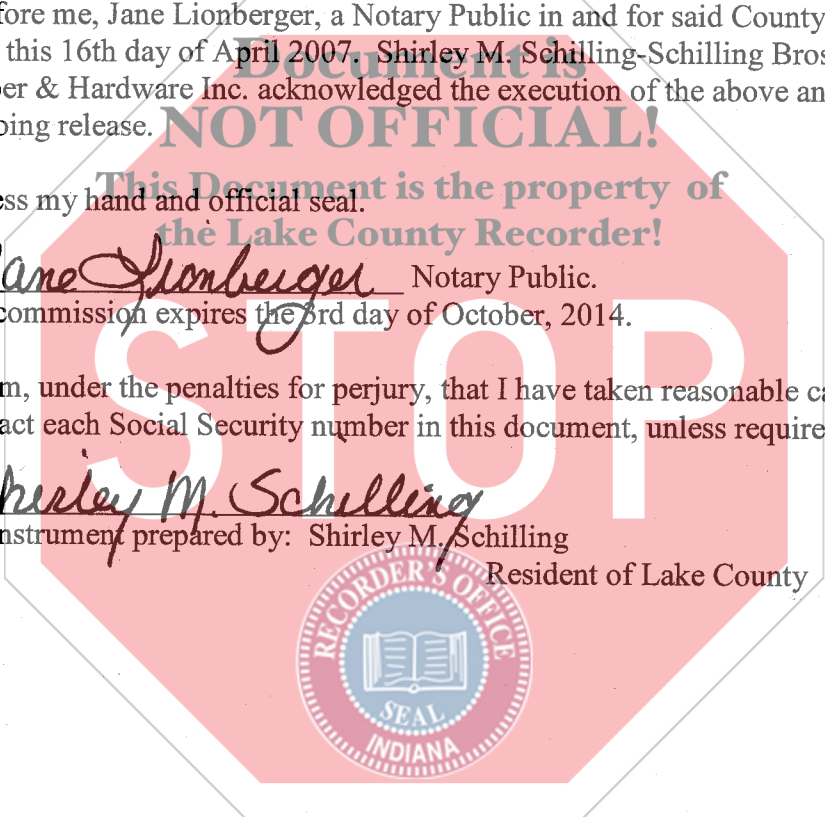 fore me, Jane Lionberger, a Notary Public in and for said County
this 16th day of April 2007. Shirley M. Schilling-Schilling Bros
er & Hardware Inc. acknowledged the execution of the above an
oing release.
Document is
NOT OFFICIAL!
This Document is the property of
the Lake County Recorder!
ess my hand and official seal.
ane Lionberger Notary Public.
commission expires the 3rd day of October, 2014.
STOP
m, under the penalties for perjury, that I have taken reasonable ca
act each Social Security number in this document, unless require
hirley M. Schilling
nstrument prepared by: Shirley M. Schilling
Resident of Lake County
RECORDER'S OFFICE
SEAL
INDIANA